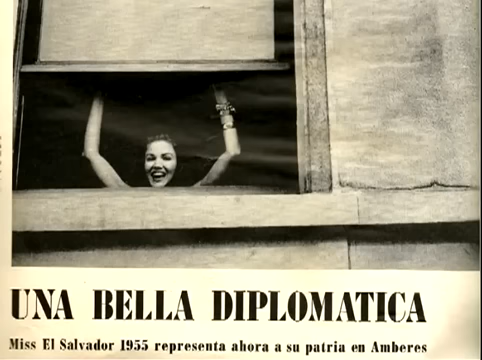 UNA BELLA DIPLOMATICA
Miss El Salvador 1955 representa ahora a su patria en Amberes